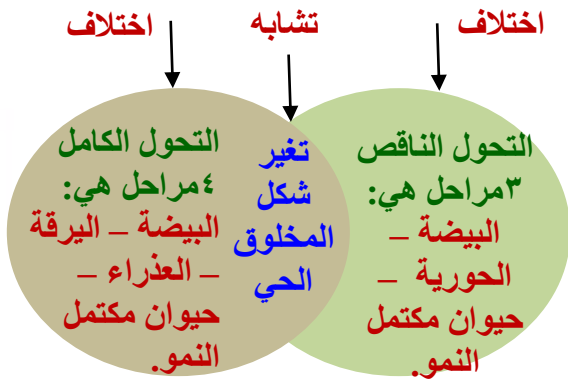 اختلاف
تشابه
اختلاف
التحول الناقص
٣مراحل هي:
البيضة –
الحورية –
حيوان مكتمل
النمو.
تغير
شكل
المخلوق
الحي
التحول الكامل
٤مراحل هي:
البيضة – اليرقة
– العذراء –
حيوان مكتمل
النمو.